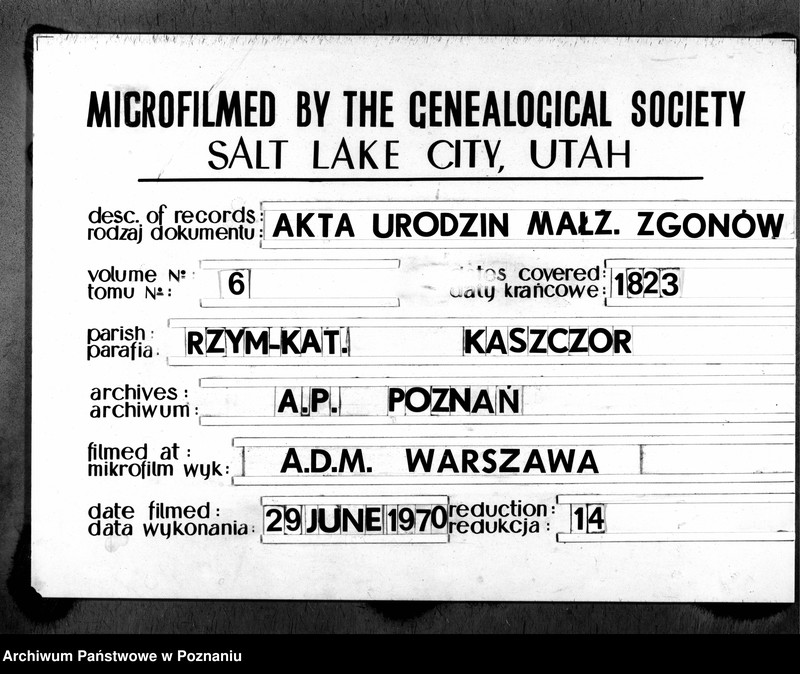 MICROFILMED BY THE GENEALOGICAL SOCIETY
SALT LAKE CITY, UTAH
desc. of records:
rodzaj dokumentu: AKTA URODZIN MAŁŻ. ZGONÓW
volume №:
tomu №: 6
dates covered:
daty krańcowe: 1823
parish:
parafia: RZYM-KAT. KASZCZOR
archives:
archiwum: A.P. POZNAŃ
filmed at:
mikrofilm wyk: A.D.M. WARSZAWA
date filmed:
data wykonania: 29 JUNE 1970
reduction:
redukcja: 14
Archiwum Państwowe w Poznaniu